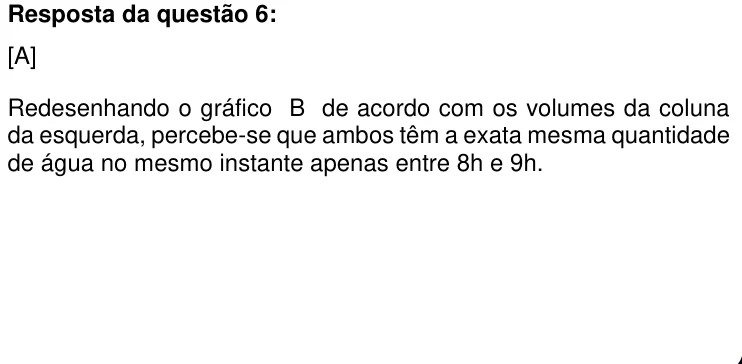 Resposta da questão 6:
[A]
Redesenhando o gráfico B de acordo com os volumes da coluna
da esquerda, percebe-se que ambos têm a exata mesma quantidade
de água no mesmo instante apenas entre 8h e 9h.